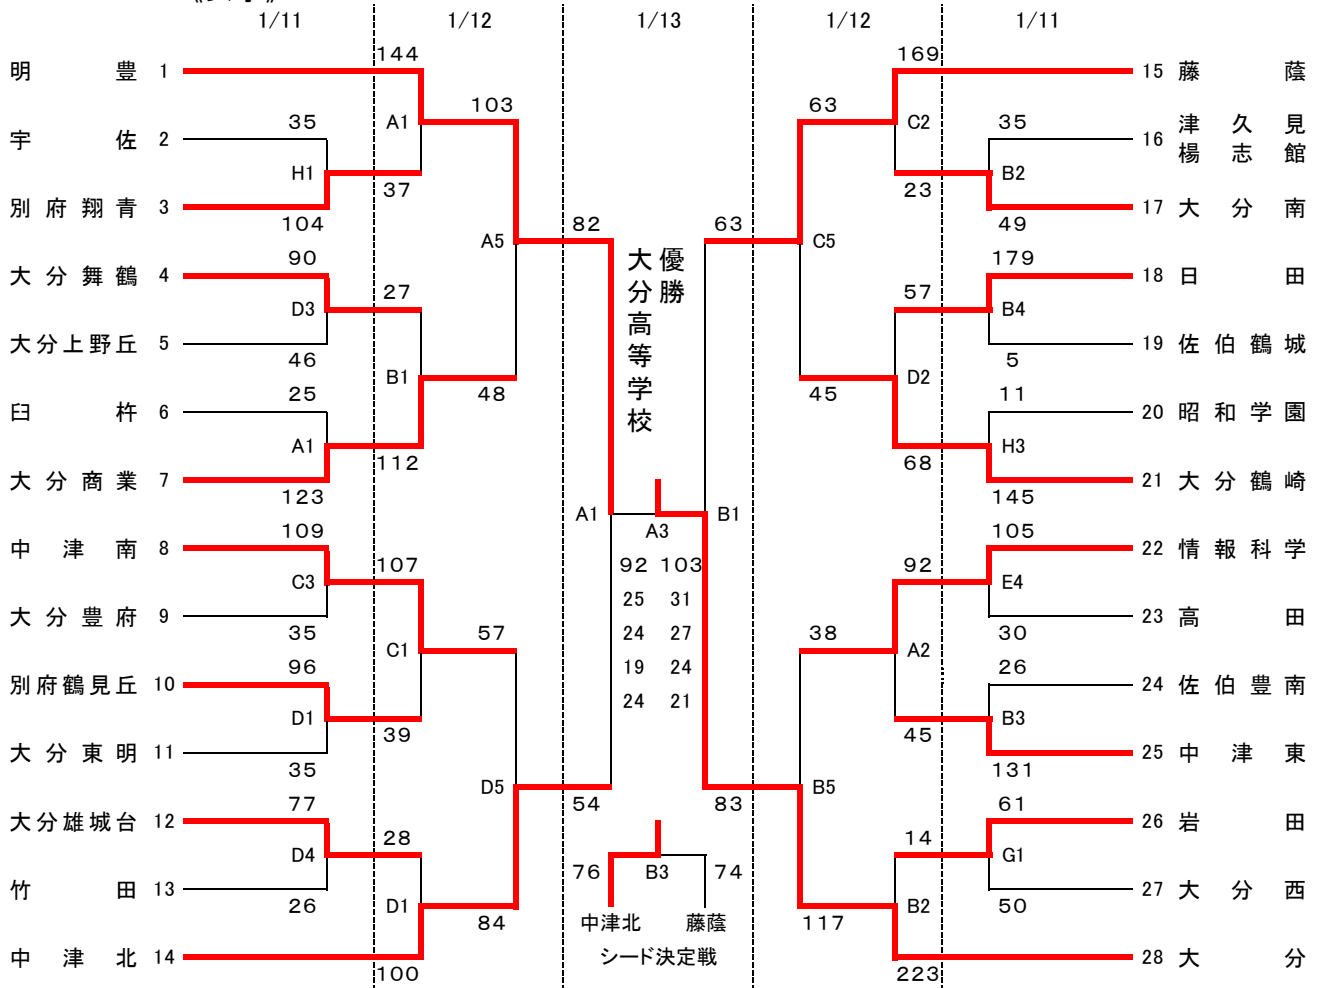 1/11 1/12 1/13 1/12 1/11
144 169
明豊 1 15 藤蔭
103 63
35 A1 C2 35
宇佐 2 16 津久見
楊志館
H1 B2
37 23
別府翔青 3 17 大分南
104 82 63 49
A5 C5
90 優勝 179
大分高等学校
大分舞鶴 4 18 日田
27 57
D3 B4
大分上野丘 5 19 佐伯鶴城
46 5
B1 D2
25 48 45 11
臼杵 6 20 昭和学園
A1 H3
112 68
大分商業 7 21 大分鶴崎
123 145
A1 B1
109 A3 105
中津南 8 22 情報科学
107 92 103 92
C3 E4
25 31
大分豊府 9 23 高田
35 57 24 27 38 30
C1 A2
96 19 24 26
別府鶴見丘 10 24 佐伯豊南
24 21
D1 B3
39 45
大分東明 11 25 中津東
35 131
D5 B5
77 54 83 61
大分雄城台 12 26 岩田
28 14
D4 G1
76 B3 74
竹田 13 27 大分西
26 D1 B2 50
84 中津北 藤蔭 117
シード決定戦
中津北 14 28 大分
100 223